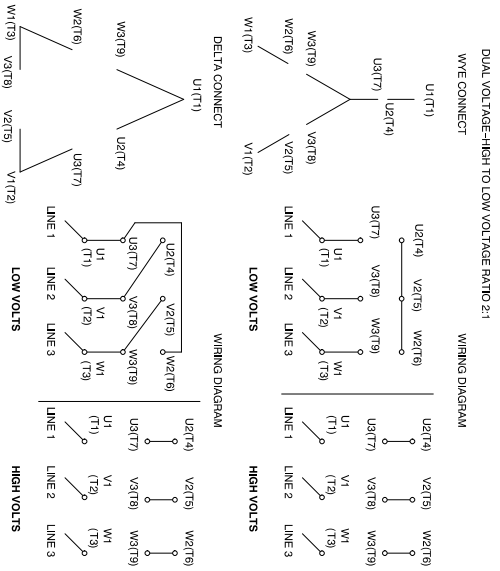 DUAL VOLTAGE–HIGH TO LOW VOLTAGE RATIO 2:1
WYE CONNECT
U1(T1)
U2(T4)
U3(T7)
W3(T9) V3(T8)
W2(T6) V2(T5)
W1(T3) V1(T2)
WIRING DIAGRAM
U2(T4) V2(T5) W2(T6)
U3(T7) V3(T8) W3(T9)
U1 V1 W1
(T1) (T2) (T3)
LINE 1 LINE 2 LINE 3
LOW VOLTS
U2(T4) V2(T5) W2(T6)
U3(T7) V3(T8) W3(T9)
U1 V1 W1
(T1) (T2) (T3)
LINE 1 LINE 2 LINE 3
HIGH VOLTS
DELTA CONNECT
U1(T1)
W3(T9) U2(T4)
W2(T6) U3(T7)
V3(T8) V2(T5)
W1(T3) V1(T2)
WIRING DIAGRAM
U2(T4) V2(T5) W2(T6)
U3(T7) V3(T8) W3(T9)
U1 V1 W1
(T1) (T2) (T3)
LINE 1 LINE 2 LINE 3
LOW VOLTS
U2(T4) V2(T5) W2(T6)
U3(T7) V3(T8) W3(T9)
U1 V1 W1
(T1) (T2) (T3)
LINE 1 LINE 2 LINE 3
HIGH VOLTS